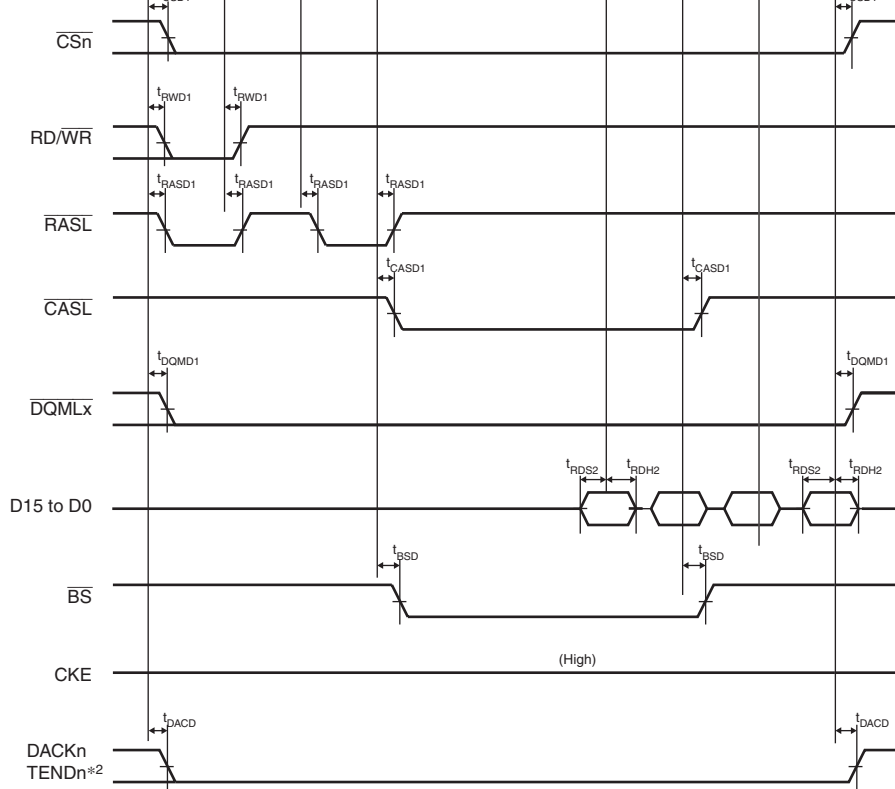 CSn
tRWD1 tRWD1
RD/WR
tRASD1 tRASD1 tRASD1 tRASD1
RASL
tCASD1 tCASD1
CASL
tDQMD1 tDQMD1
DQMLx
tRDS2 tRDH2 tRDS2 tRDH2
D15 to D0
tBSD tBSD
BS
(High)
CKE
tDACD tDACD
DACKn
TENDn*2